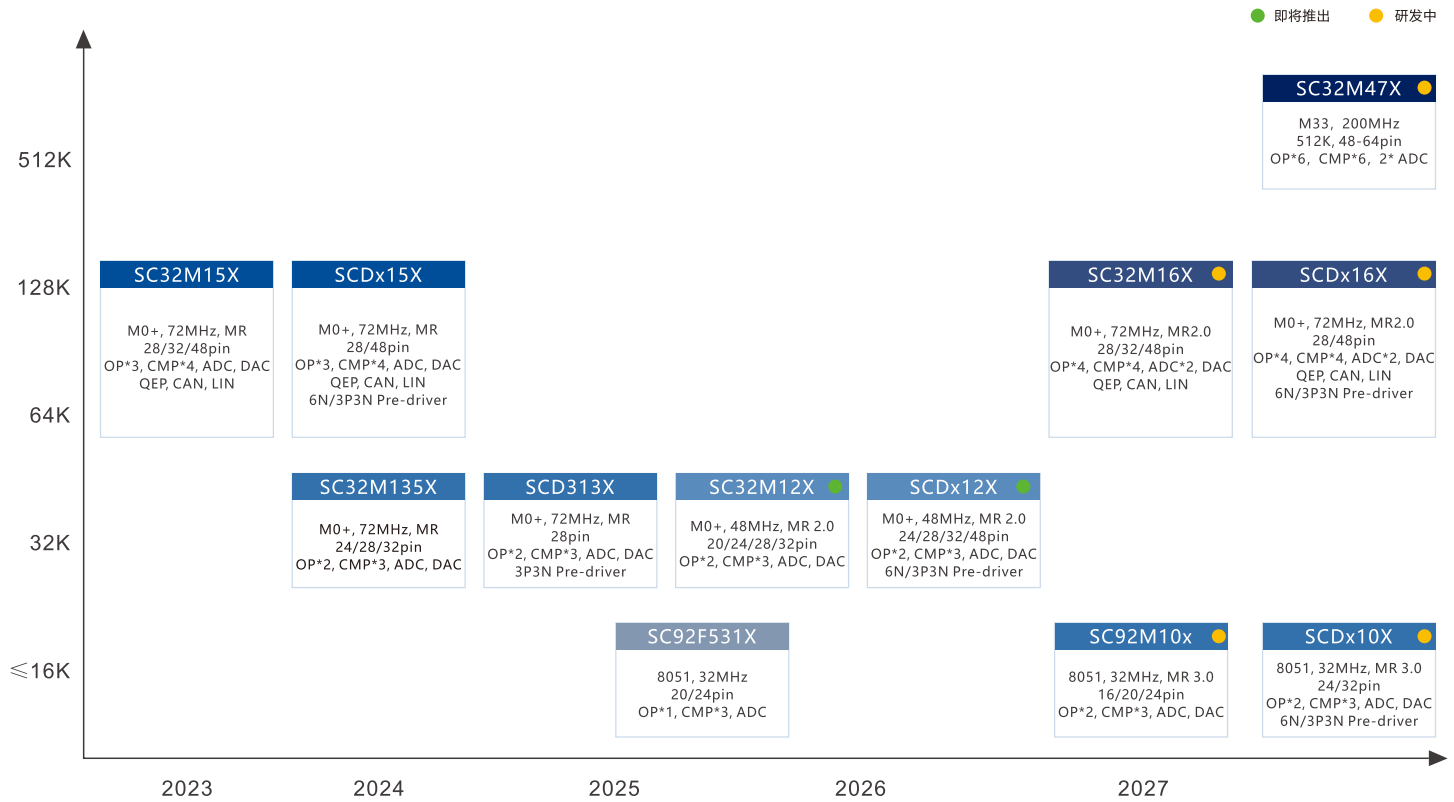 即将推出
研发中
512K
128K
64K
32K
≤16K
SC32M47X
M33, 200MHz
512K, 48-64pin
OP*6, CMP*6, 2* ADC
SC32M15X
M0+, 72MHz, MR
28/32/48pin
OP*3, CMP*4, ADC, DAC
QEP, CAN, LIN
SCDx15X
M0+, 72MHz, MR
28/48pin
OP*3, CMP*4, ADC, DAC
QEP, CAN, LIN
6N/3P3N Pre-driver
SC32M16X
M0+, 72MHz, MR2.0
28/32/48pin
OP*4, CMP*4, ADC*2, DAC
QEP, CAN, LIN
SCDx16X
M0+, 72MHz, MR2.0
28/48pin
OP*4, CMP*4, ADC*2, DAC
QEP, CAN, LIN
6N/3P3N Pre-driver
SC32M135X
M0+, 72MHz, MR
24/28/32pin
OP*2, CMP*3, ADC, DAC
SCD313X
M0+, 72MHz, MR
28pin
OP*2, CMP*3, ADC, DAC
3P3N Pre-driver
SC32M12X
M0+, 48MHz, MR 2.0
20/24/28/32pin
OP*2, CMP*3, ADC, DAC
SCDx12X
M0+, 48MHz, MR 2.0
24/28/32/48pin
OP*2, CMP*3, ADC, DAC
6N/3P3N Pre-driver
SC92F531X
8051, 32MHz
20/24pin
OP*1, CMP*3, ADC
SC92M10x
8051, 32MHz, MR 3.0
16/20/24pin
OP*2, CMP*3, ADC, DAC
SCDx10X
8051, 32MHz, MR 3.0
24/32pin
OP*2, CMP*3, ADC, DAC
6N/3P3N Pre-driver
2023
2024
2025
2026
2027